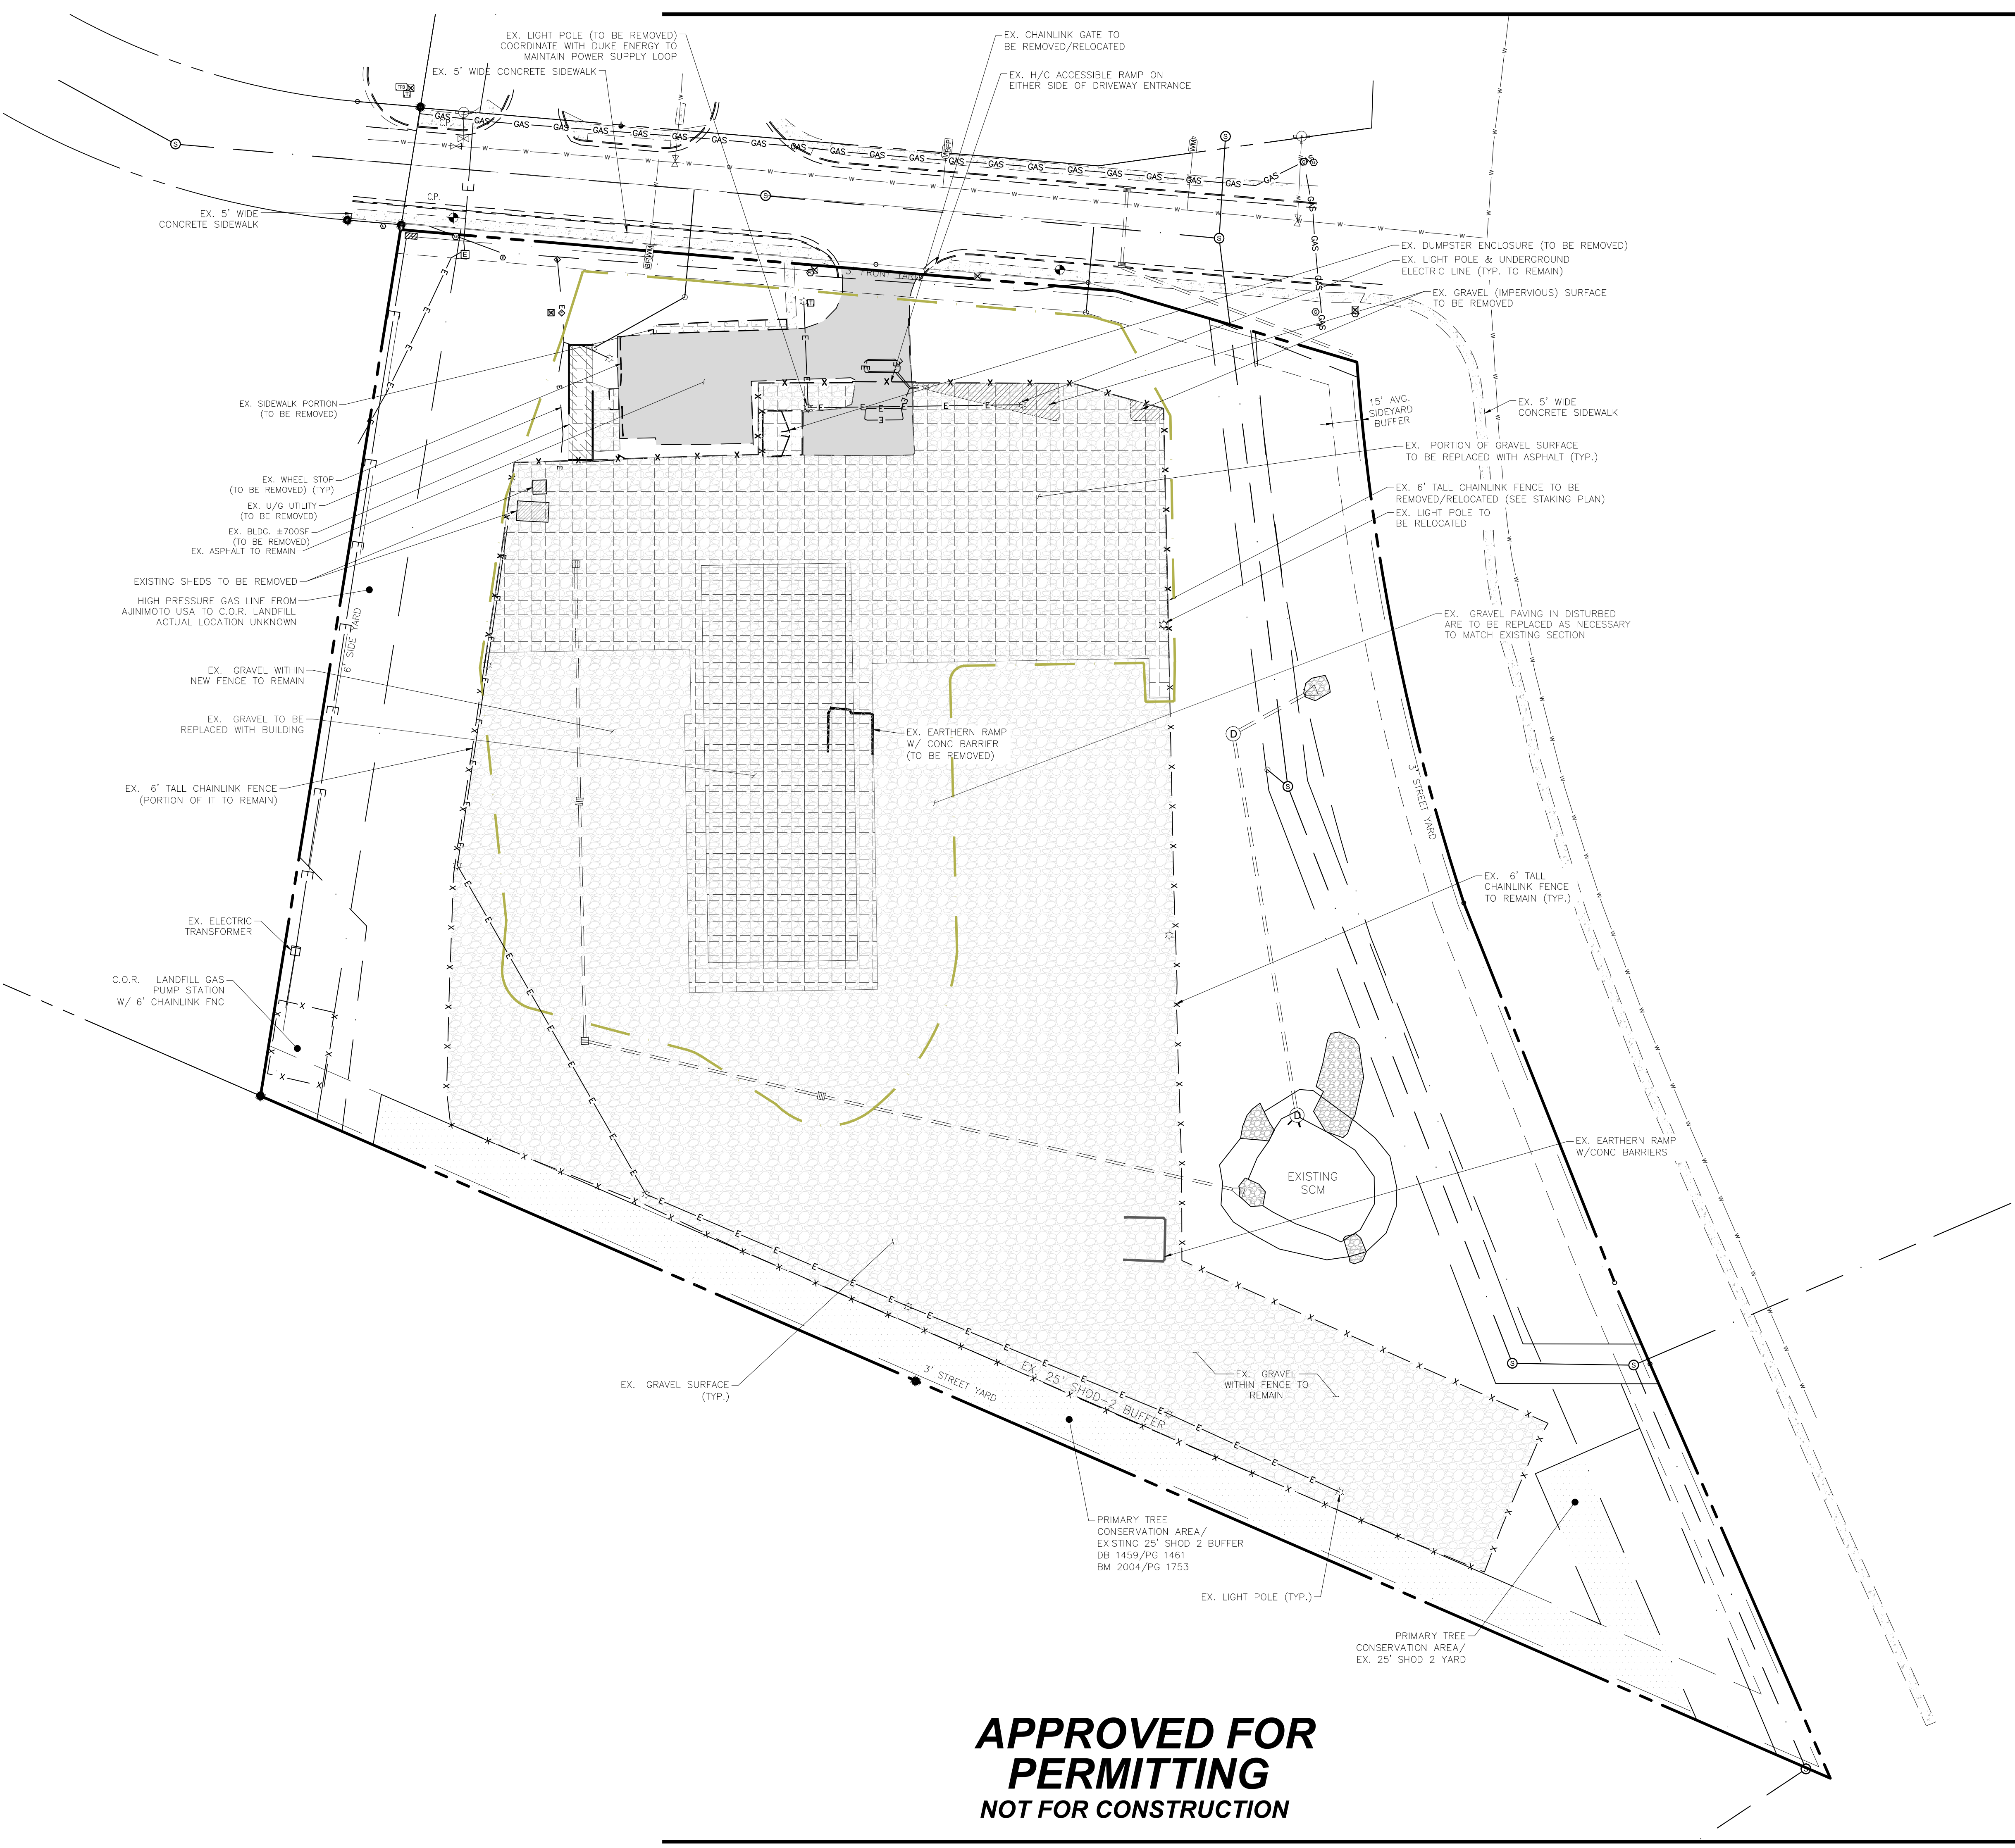 EX. LIGHT POLE (TO BE REMOVED)
COORDINATE WITH DUKE ENERGY TO
MAINTAIN POWER SUPPLY LOOP
EX. 5' WIDE CONCRETE SIDEWALK
EX. CHAINLINK GATE TO
BE REMOVED/RELOCATED
EX. H/C ACCESSIBLE RAMP ON
EITHER SIDE OF DRIVEWAY ENTRANCE
C.P.
C.P.
EX. 5' WIDE
CONCRETE SIDEWALK
EX. DUMPSTER ENCLOSURE (TO BE REMOVED)
EX. LIGHT POLE & UNDERGROUND
ELECTRIC LINE (TYP. TO REMAIN)
EX. GRAVEL (IMPERVIOUS) SURFACE
TO BE REMOVED
FRONT YARD
15' AVG.
SIDEYARD
BUFFER
EX. 5' WIDE
CONCRETE SIDEWALK
EX. SIDEWALK PORTION
(TO BE REMOVED)
EX. PORTION OF GRAVEL SURFACE
TO BE REPLACED WITH ASPHALT (TYP.)
EX. WHEEL STOP
(TO BE REMOVED) (TYP)
EX. U/G UTILITY
(TO BE REMOVED)
EX. BLDG. ±700SF
(TO BE REMOVED)
EX. ASPHALT TO REMAIN
EX. 6' TALL CHAINLINK FENCE TO BE
REMOVED/RELOCATED (SEE STAKING PLAN)
EX. LIGHT POLE TO
BE RELOCATED
EXISTING SHEDS TO BE REMOVED
HIGH PRESSURE GAS LINE FROM
AJINIMOTO USA TO C.O.R. LANDFILL
ACTUAL LOCATION UNKNOWN
6' SIDE YARD
EX. GRAVEL PAVING IN DISTURBED
ARE TO BE REPLACED AS NECESSARY
TO MATCH EXISTING SECTION
EX. GRAVEL WITHIN
NEW FENCE TO REMAIN
EX. GRAVEL TO BE
REPLACED WITH BUILDING
EX. EARTHERN RAMP
W/ CONC BARRIER
(TO BE REMOVED)
EX. 6' TALL CHAINLINK FENCE
(PORTION OF IT TO REMAIN)
3' STREET YARD
EX. 6' TALL
CHAINLINK FENCE
TO REMAIN (TYP.)
EX. ELECTRIC
TRANSFORMER
C.O.R. LANDFILL GAS
PUMP STATION
W/ 6' CHAINLINK FNC
EX. EARTHERN RAMP
W/CONC BARRIERS
EXISTING
SCM
EX. GRAVEL SURFACE
(TYP.)
3' STREET YARD
EX. 25' SHOD-2 BUFFER
EX. GRAVEL
WITHIN FENCE TO
REMAIN
PRIMARY TREE
CONSERVATION AREA/
EXISTING 25' SHOD 2 BUFFER
DB 1459/PG 1461
BM 2004/PG 1753
EX. LIGHT POLE (TYP.)
PRIMARY TREE
CONSERVATION AREA/
EX. 25' SHOD 2 YARD
APPROVED FOR
PERMITTING
NOT FOR CONSTRUCTION